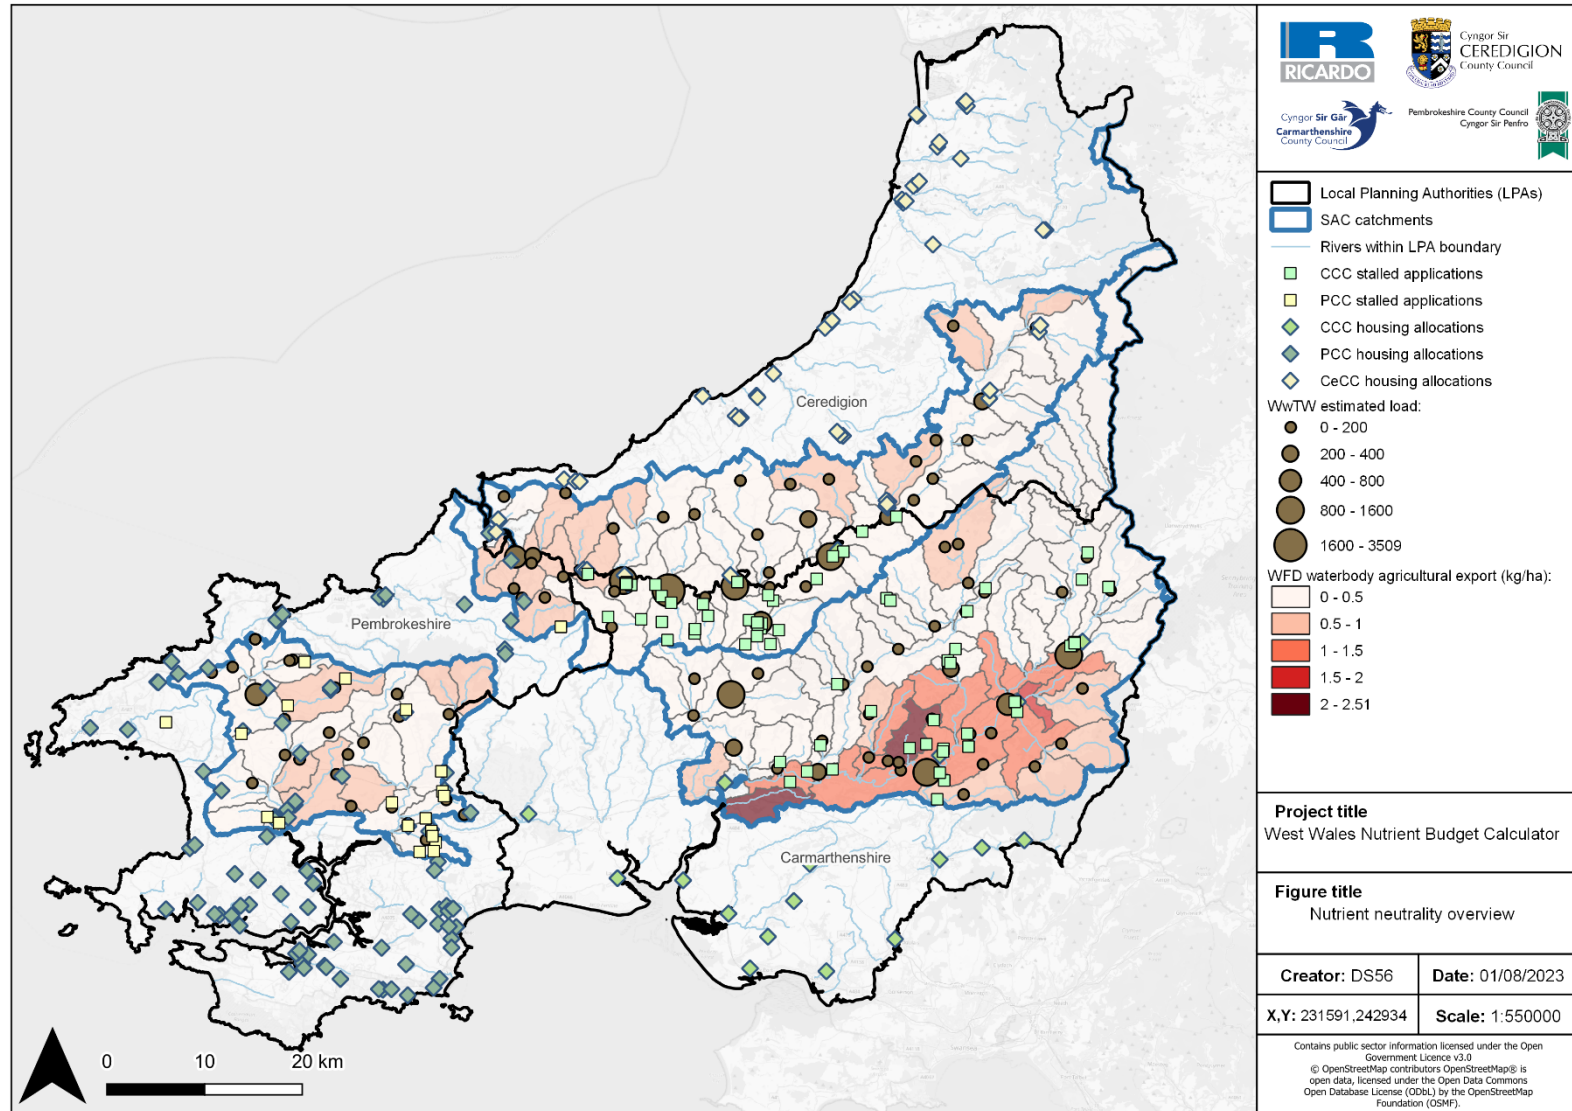 Ceredigion
Pembrokeshire
Carmarthenshire
0 10 20 km
RICARDO
Cyngor Sir
CEREDIGION
County Council
Cyngor Sir Gâr
Carmarthenshire
County Council
Pembrokeshire County Council
Cyngor Sir Penfro
Local Planning Authorities (LPAs)
SAC catchments
Rivers within LPA boundary
CCC stalled applications
PCC stalled applications
CCC housing allocations
PCC housing allocations
CeCC housing allocations
WwTW estimated load:
0 - 200
200 - 400
400 - 800
800 - 1600
1600 - 3509
WFD waterbody agricultural export (kg/ha):
0 - 0.5
0.5 - 1
1 - 1.5
1.5 - 2
2 - 2.51
Project title
West Wales Nutrient Budget Calculator
Figure title
Nutrient neutrality overview
Creator: DS56
Date: 01/08/2023
X,Y: 231591,242934
Scale: 1:550000
Contains public sector information licensed under the Open
Government Licence v3.0
© OpenStreetMap contributors OpenStreetMap® is
open data, licensed under the Open Data Commons
Open Database License (ODbL) by the OpenStreetMap
Foundation (OSMF).